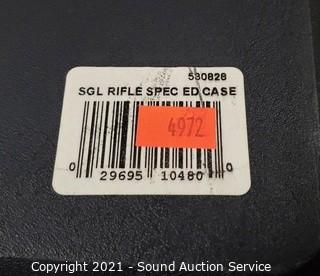 530828
SGL RIFLE SPEC ED CASE
4972
0 29695 10480 0
Copyright 2021 - Sound Auction Service